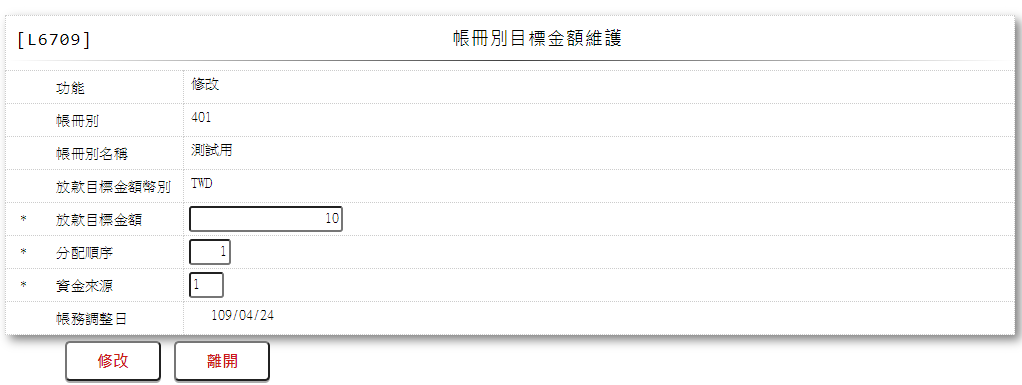 [L6709] 帳冊別目標金額維護
功能 修改
帳冊別 401
帳冊別名稱 測試用
放款目標金額幣別 TWD
* 放款目標金額 10
* 分配順序 1
* 資金來源 1
帳務調整日 109/04/24
修改 離開